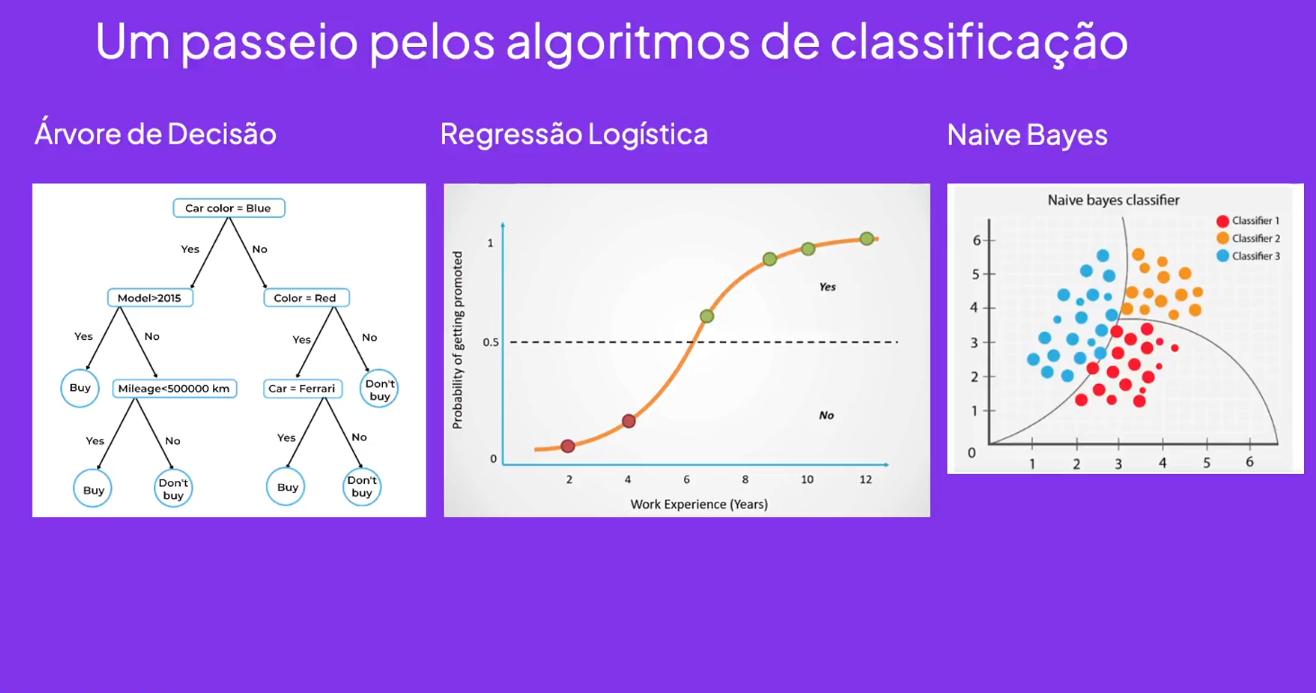 Um passeio pelos algoritmos de classificação
Árvore de Decisão
Car color = Blue
Yes
No
Model>2015
Color = Red
Yes
No
Yes
No
Buy
Mileage<500000 km
Car = Ferrari
Don't
buy
Yes
No
Yes
No
Buy
Don't
buy
Buy
Don't
buy
Regressão Logística
Probability of getting promoted
1
0.5
0
Yes
No
2 4 6 8 10 12
Work Experience (Years)
Naive Bayes
Naive bayes classifier
Classifier 1
Classifier 2
Classifier 3
6
5
4
3
2
1
0
1 2 3 4 5 6